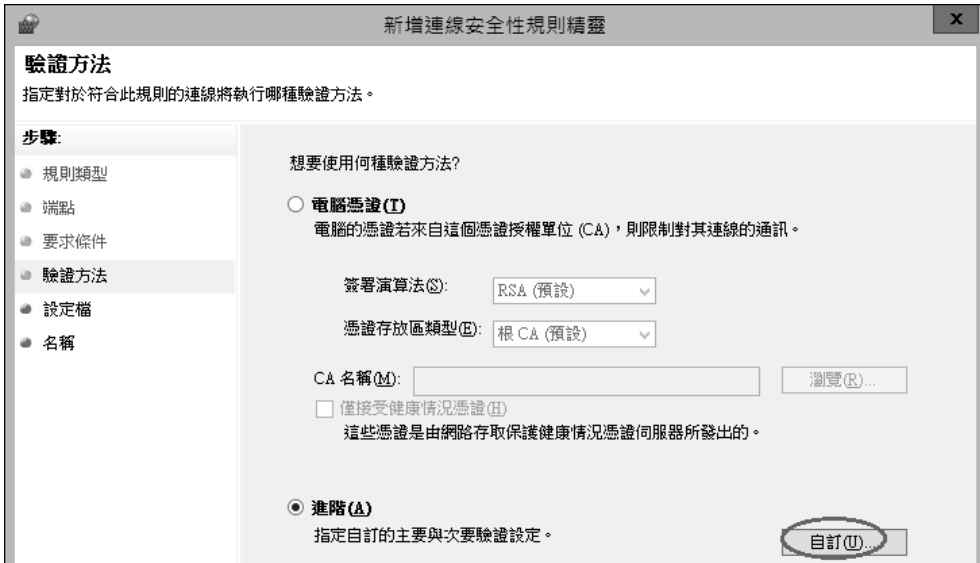 新增連線安全性規則精靈
x
驗證方法
指定對於符合此規則的連線將執行哪種驗證方法。
步驟:
規則類型
端點
要求條件
驗證方法
設定檔
名稱
想要使用何種驗證方法?
電腦憑證(T)
電腦的憑證若來自這個憑證授權單位 (CA)，則限制對其連線的通訊。
簽署演算法(S): RSA (預設)
憑證存放區類型(E): 根 CA (預設)
CA 名稱(M): 瀏覽(R)...
僅接受健康情況憑證(H)
這些憑證是由網路存取保護健康情況憑證伺服器所發出的。
進階(A)
指定自訂的主要與次要驗證設定。
自訂(U)...